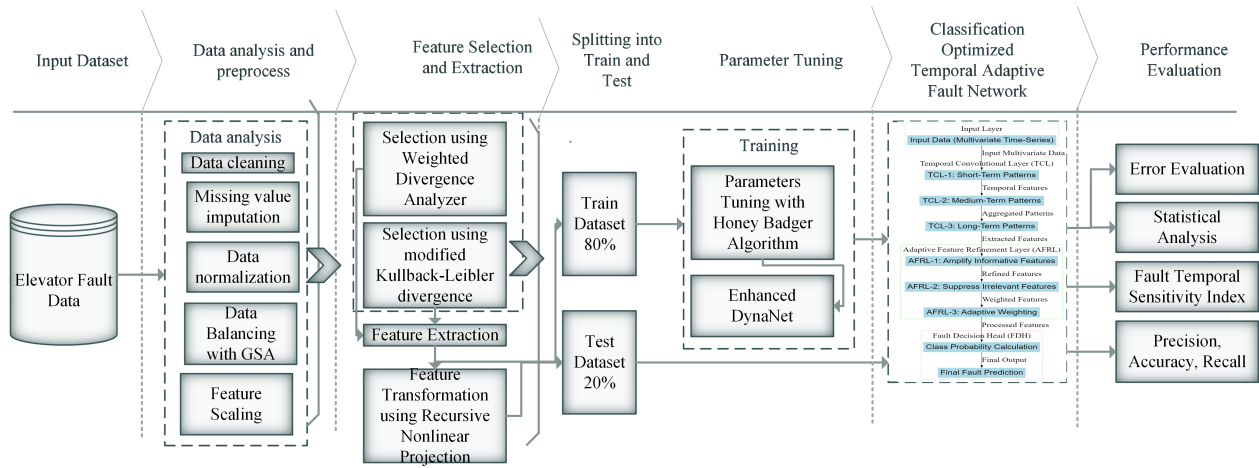 Input Dataset
Data analysis and
preprocess
Feature Selection
and Extraction
Splitting into
Train and
Test
Parameter Tuning
Classification
Optimized
Temporal Adaptive
Fault Network
Performance
Evaluation
Elevator Fault
Data
Data analysis
Data cleaning
Missing value
imputation
Data
normalization
Data
Balancing
with GSA
Feature
Scaling
Selection using
Weighted
Divergence
Analyzer
Selection using
modified
Kullback-Leibler
divergence
Feature Extraction
Feature
Transformation
using Recursive
Nonlinear
Projection
Train
Dataset
80%
Test
Dataset
20%
Training
Parameters
Tuning with
Honey Badger
Algorithm
Enhanced
DynaNet
Input Layer
Input Data (Multivariate Time-Series)
Input Multivariate Data
Temporal Convolutional Layer (TCL)
TCL-1: Short-Term Patterns
Temporal Features
TCL-2: Medium-Term Patterns
Aggregated Patterns
TCL-3: Long-Term Patterns
Extracted Features
Adaptive Feature Refinement Layer (AFRL)
AFRL-1: Amplify Informative Features
Refined Features
AFRL-2: Suppress Irrelevant Features
Weighted Features
AFRL-3: Adaptive Weighting
Processed Features
Fault Decision Head (FDH)
Class Probability Calculation
Final Output
Final Fault Prediction
Error Evaluation
Statistical
Analysis
Fault Temporal
Sensitivity Index
Precision,
Accuracy, Recall